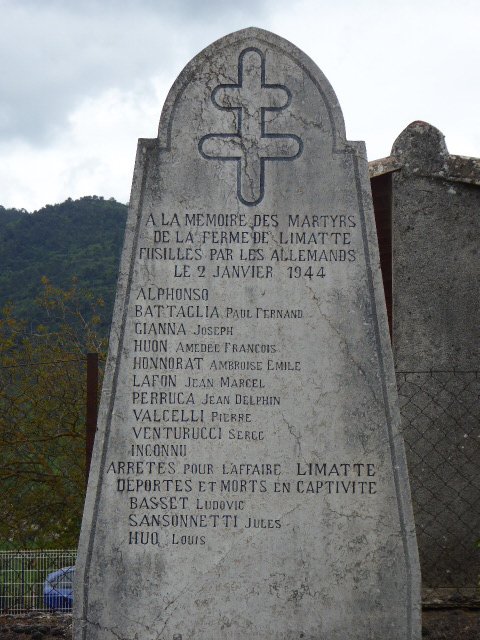 A LA MEMOIRE DES MARTYRS
DE LA FERME DE LIMATTE
FUSILLES PAR LES ALLEMANDS
LE 2 JANVIER 1944
ALPHONSO
BATTAGLIA PAUL FERNAND
GIANNA JOSEPH
HUON AMEDEE FRANÇOIS
HONNORAT AMBROISE EMILE
LAFON JEAN MARCEL
PERRUCA JEAN DELPHIN
VALCELLI PIERRE
VENTURUCCI SERGE
INCONNU
ARRETES POUR L'AFFAIRE LIMATTE
DEPORTES ET MORTS EN CAPTIVITE
BASSET LUDOVIC
SANSONNETTI JULES
HUO LOUIS